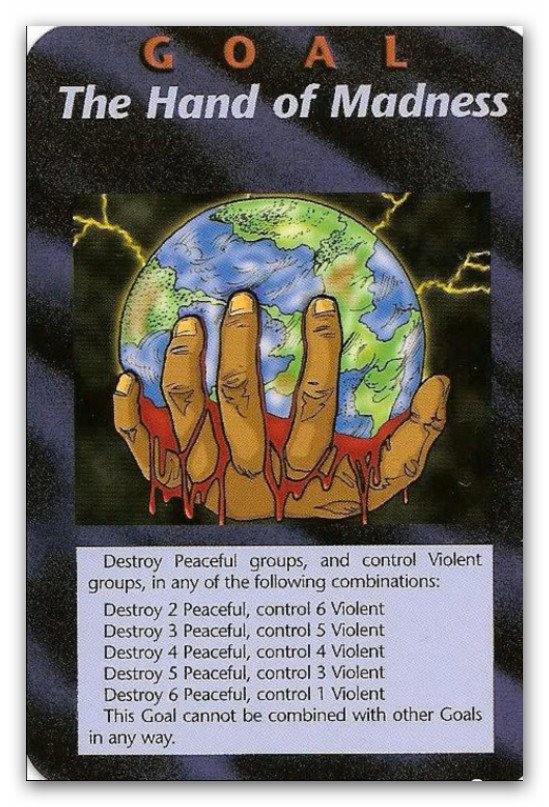 GOAL
The Hand of Madness
Destroy Peaceful groups, and control Violent
groups, in any of the following combinations:
Destroy 2 Peaceful, control 6 Violent
Destroy 3 Peaceful, control 5 Violent
Destroy 4 Peaceful, control 4 Violent
Destroy 5 Peaceful, control 3 Violent
Destroy 6 Peaceful, control 1 Violent
This Goal cannot be combined with other Goals
in any way.